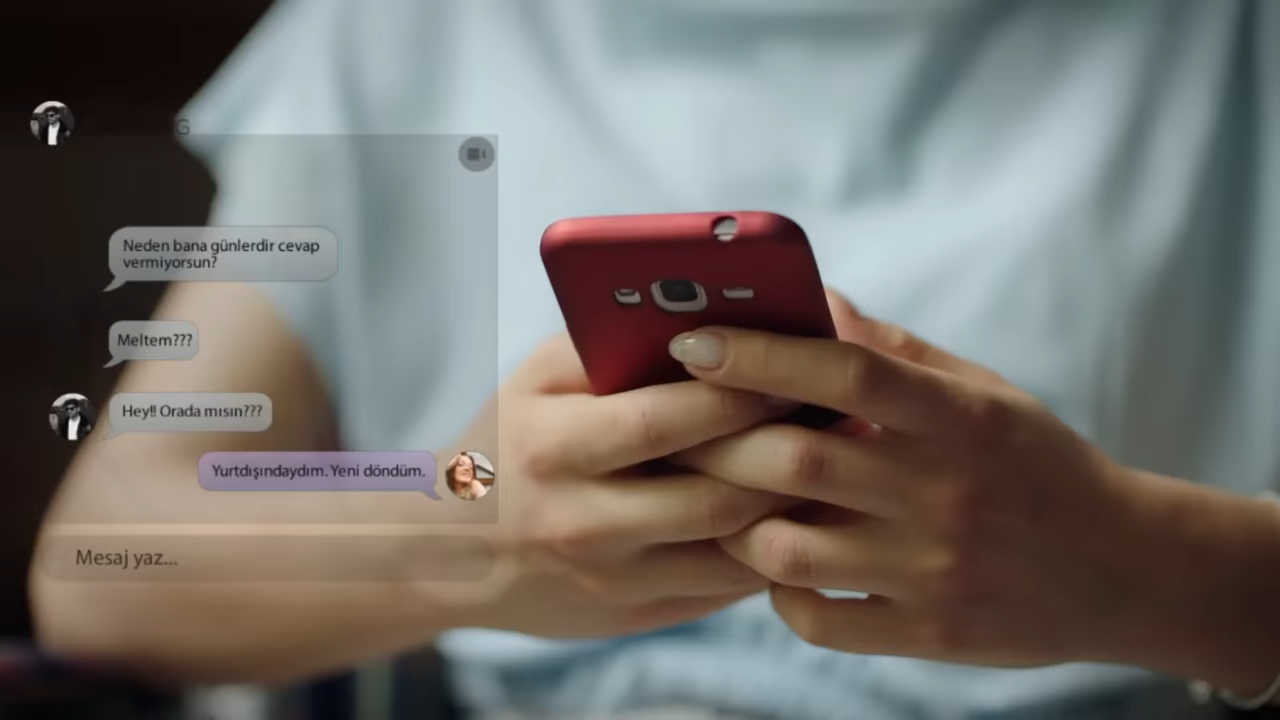 G
Neden bana günlerdir cevap
vermiyorsun?
Meltem???
Hey!! Orada mısın???
Yurtdışındaydım. Yeni döndüm.
Mesaj yaz...